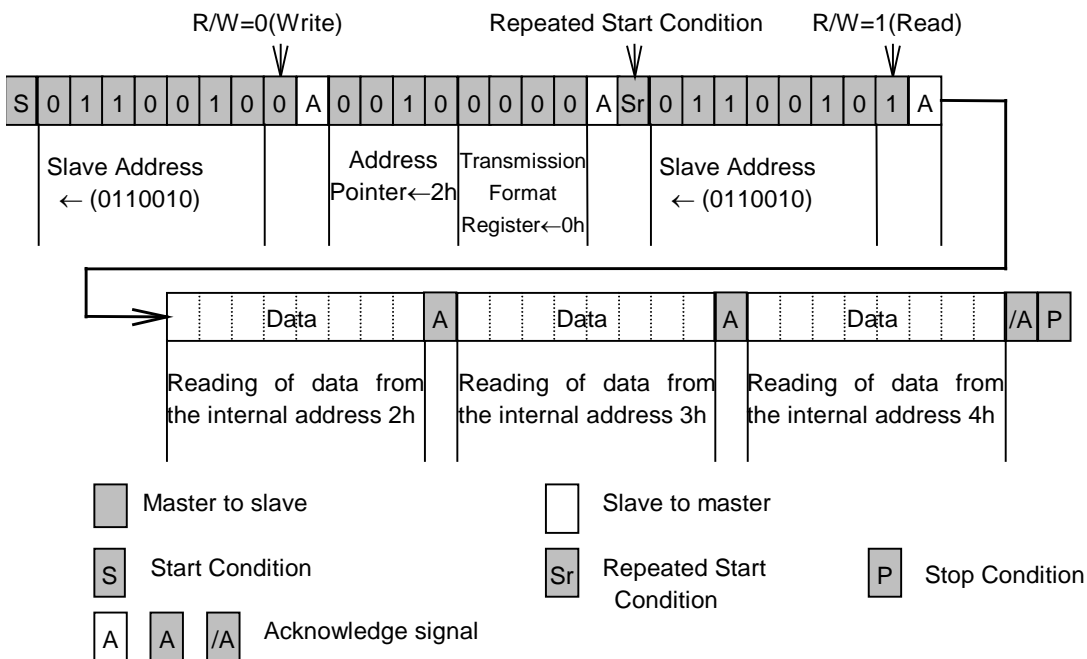 R/W=0(Write) Repeated Start Condition R/W=1(Read)
S 0 1 1 0 0 1 0 0 A 0 0 1 0 0 0 0 0 A Sr 0 1 1 0 0 1 0 1 A
Slave Address
← (0110010)
Address
Pointer←2h
Transmission
Format
Register←0h
Slave Address
← (0110010)
Data A Data A Data /A P
Reading of data from
the internal address 2h
Reading of data from
the internal address 3h
Reading of data from
the internal address 4h
Master to slave
Slave to master
S Start Condition
Sr Repeated Start
Condition
P Stop Condition
A A /A Acknowledge signal